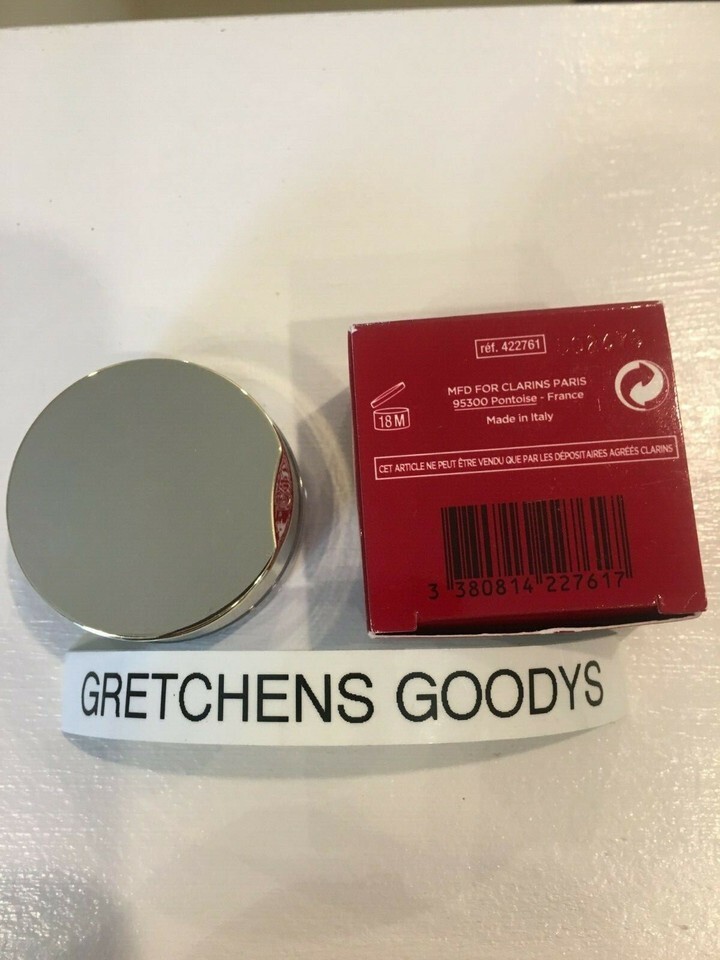 réf. 422761
MFD FOR CLARINS PARIS
95300 Pontoise - France
Made in Italy
18 M
CET ARTICLE NE PEUT ÊTRE VENDU QUE PAR LES DÉPOSITAIRES AGRÉÉS CLARINS
3 380814 227617
GRETCHENS GOODYS